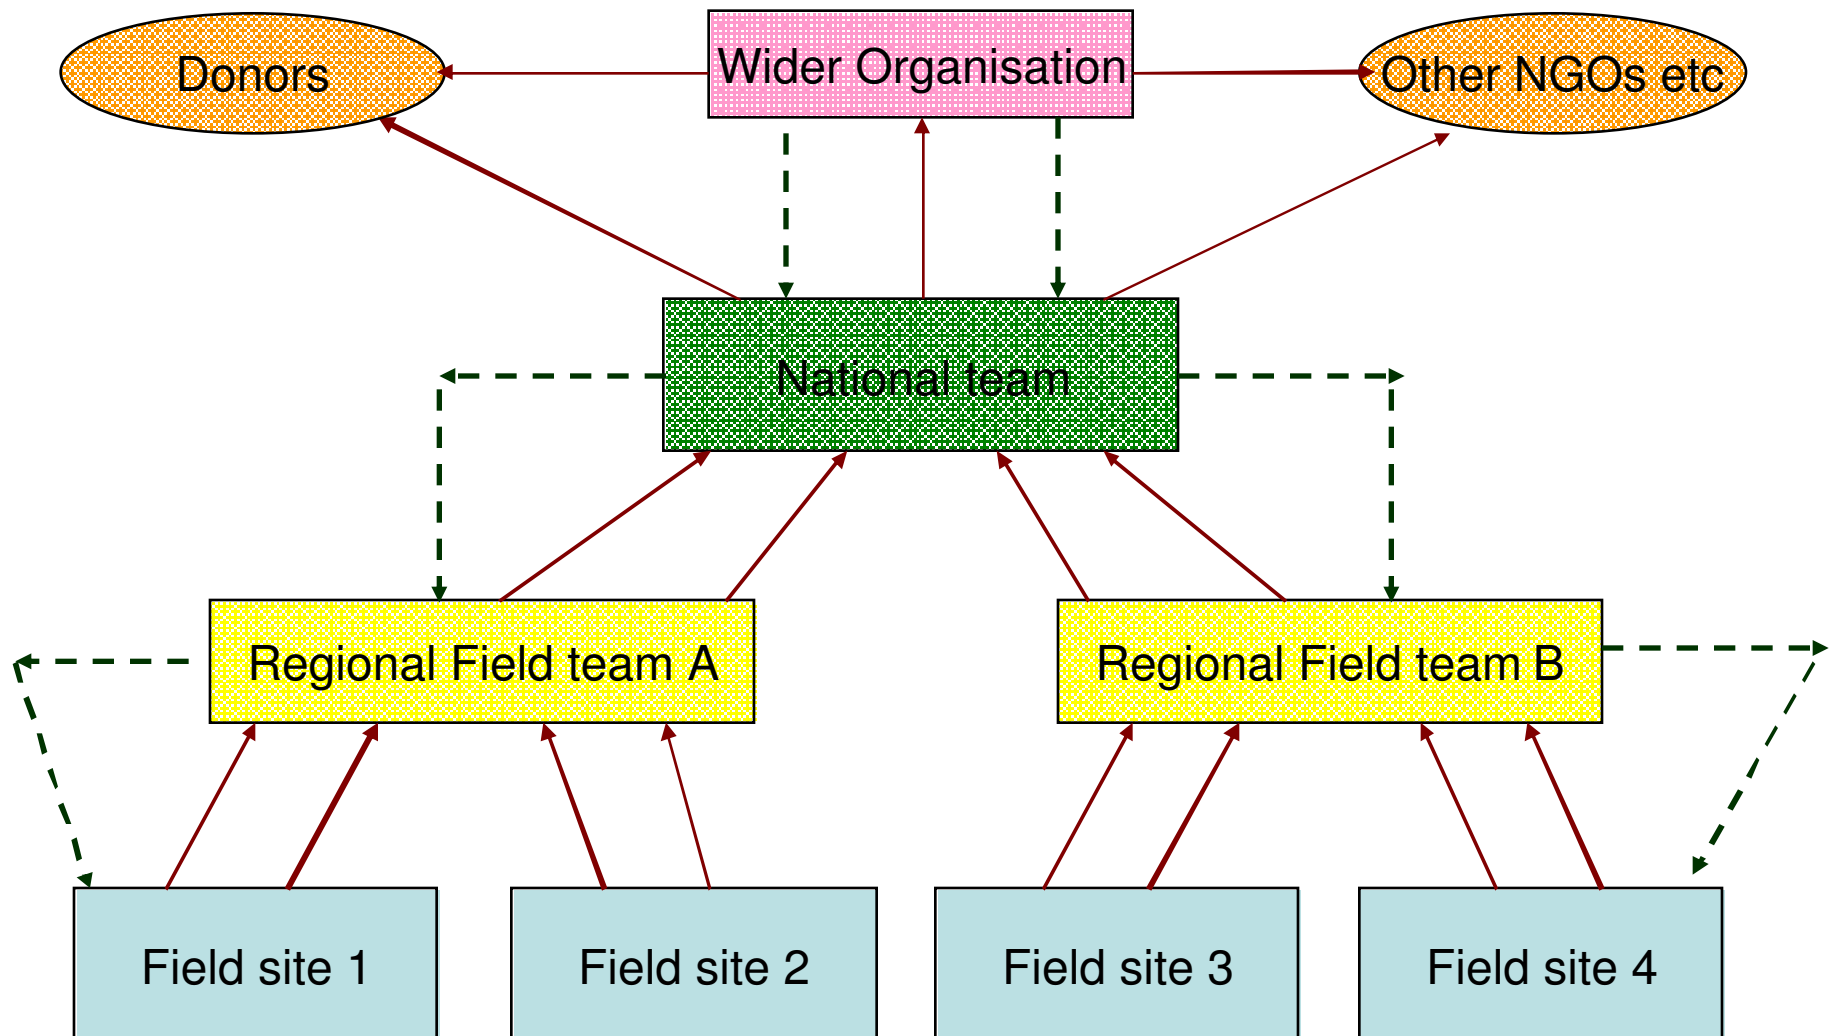 Donors
Wider Organisation
Other NGOs etc
National team
Regional Field team A
Regional Field team B
Field site 1
Field site 2
Field site 3
Field site 4